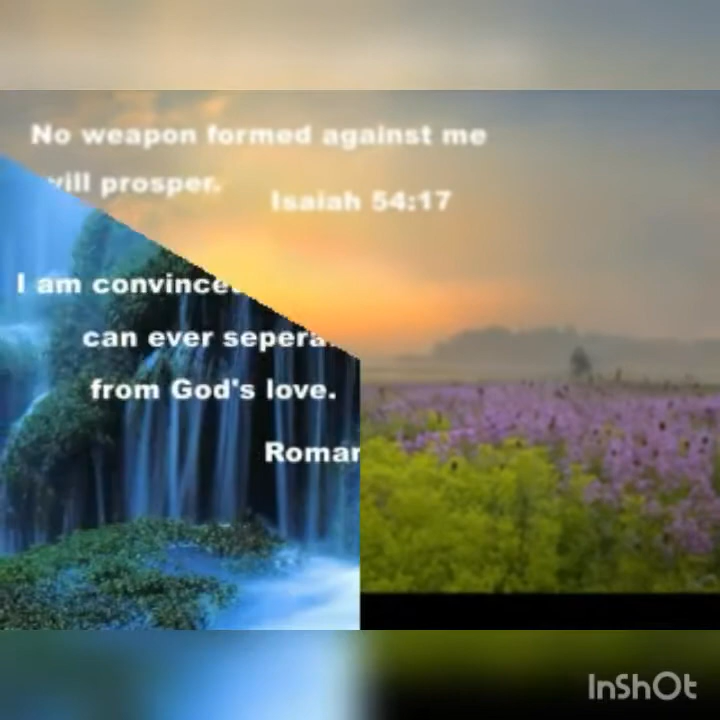 No weapon formed against me
will prosper.
Isaiah 54:17
I am convince
can ever sepera
from God's love.
Roman
InShOt